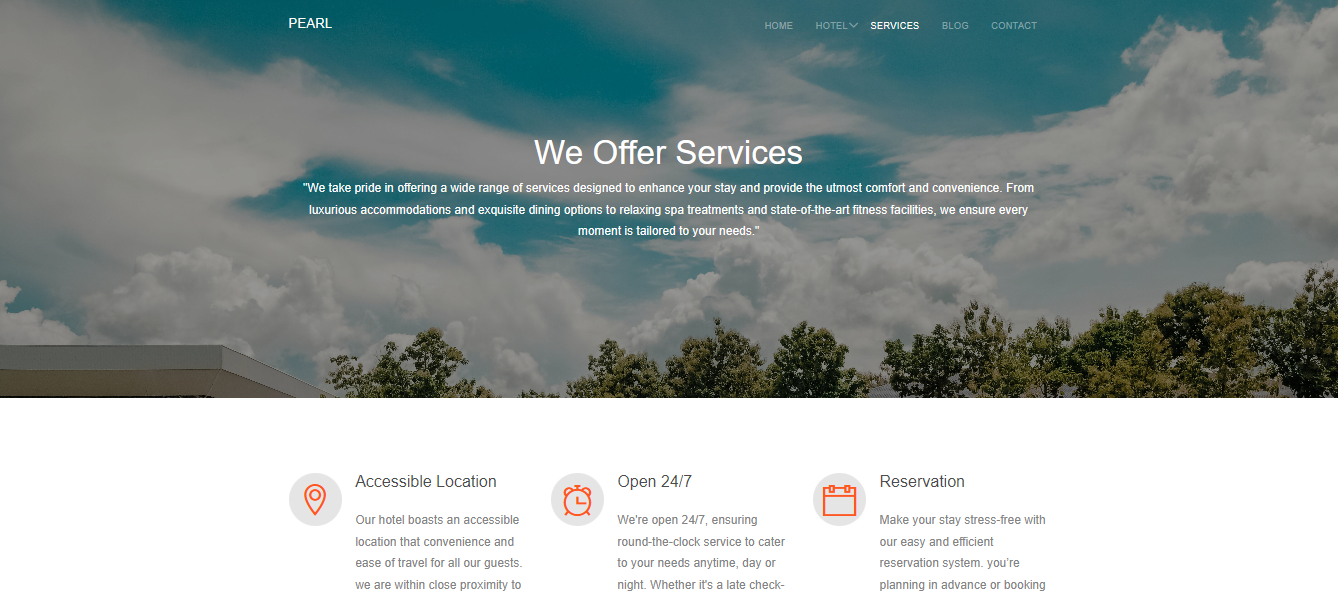 PEARL
HOME HOTEL SERVICES BLOG CONTACT
We Offer Services
"We take pride in offering a wide range of services designed to enhance your stay and provide the utmost comfort and convenience. From
luxurious accommodations and exquisite dining options to relaxing spa treatments and state-of-the-art fitness facilities, we ensure every
moment is tailored to your needs."
Accessible Location
Our hotel boasts an accessible
location that convenience and
ease of travel for all our guests.
we are within close proximity to
Open 24/7
We're open 24/7, ensuring
round-the-clock service to cater
to your needs anytime, day or
night. Whether it's a late check-
Reservation
Make your stay stress-free with
our easy and efficient
reservation system. you're
planning in advance or booking